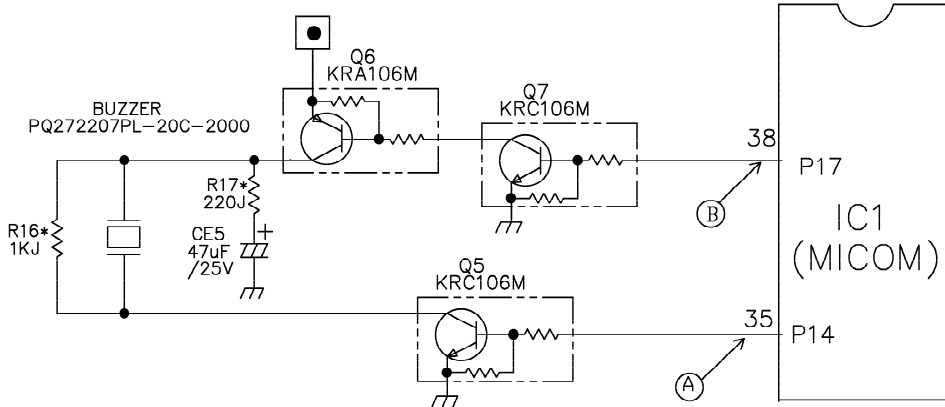 Q6
KRA106M
Q7
KRC106M
BUZZER
PQ272207PL-20C-2000
38
P17
R17*
220J
B
R16*
1KJ
CE5
47uF
/25V
+
IC1
(MICOM)
Q5
KRC106M
35
P14
A